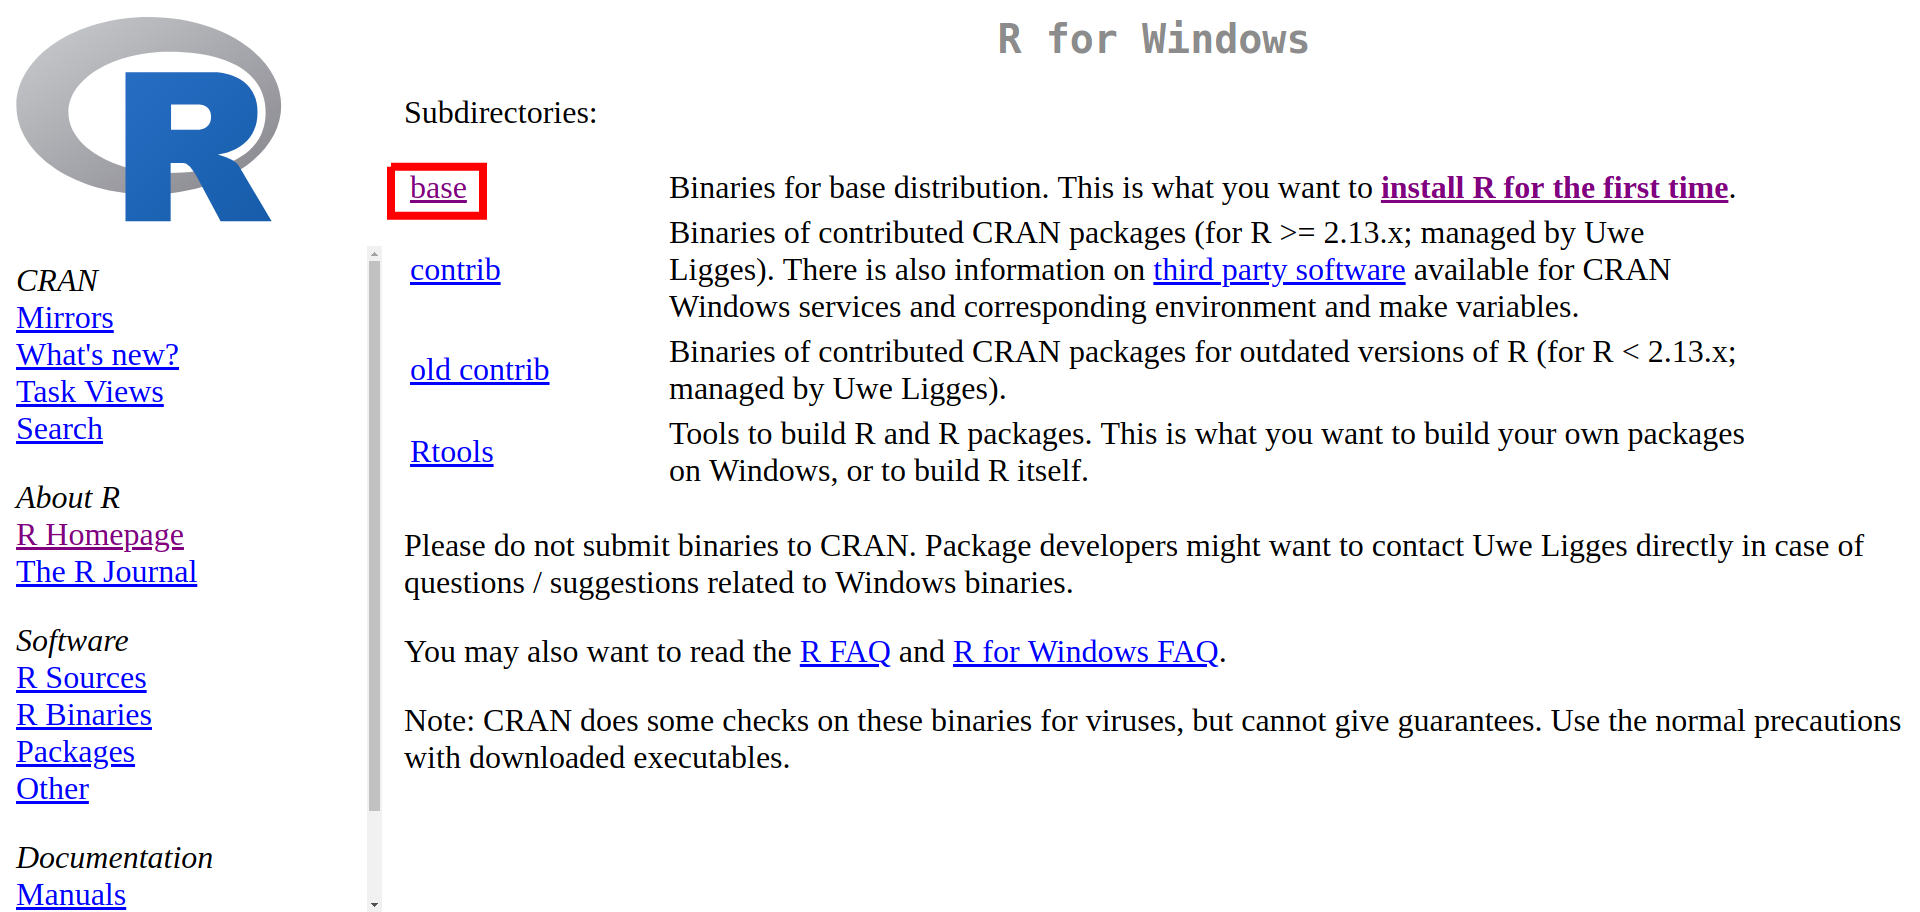 R
R for Windows
Subdirectories:
base
Binaries for base distribution. This is what you want to install R for the first time.
contrib
Binaries of contributed CRAN packages (for R >= 2.13.x; managed by Uwe
Ligges). There is also information on third party software available for CRAN
Windows services and corresponding environment and make variables.
old contrib
Binaries of contributed CRAN packages for outdated versions of R (for R < 2.13.x;
managed by Uwe Ligges).
Rtools
Tools to build R and R packages. This is what you want to build your own packages
on Windows, or to build R itself.
Please do not submit binaries to CRAN. Package developers might want to contact Uwe Ligges directly in case of
questions / suggestions related to Windows binaries.
You may also want to read the R FAQ and R for Windows FAQ.
Note: CRAN does some checks on these binaries for viruses, but cannot give guarantees. Use the normal precautions
with downloaded executables.
CRAN
Mirrors
What's new?
Task Views
Search
About R
R Homepage
The R Journal
Software
R Sources
R Binaries
Packages
Other
Documentation
Manuals